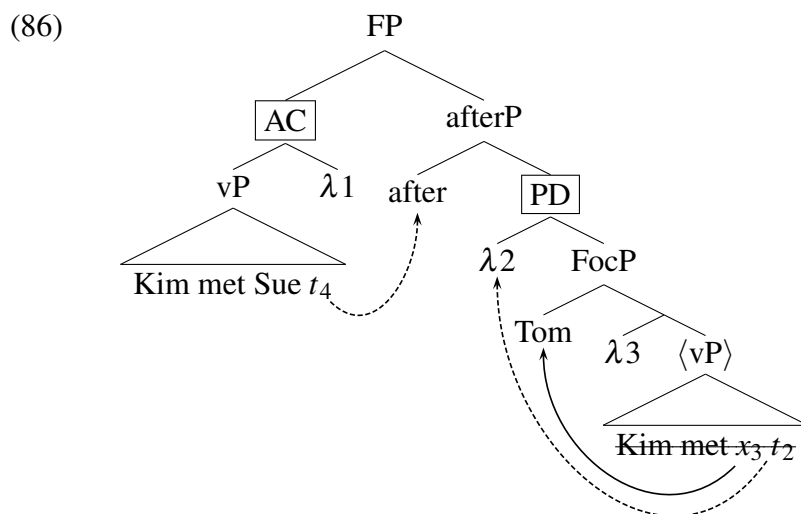 (86) FP
AC afterP
vP λ1 after PD
Kim met Sue t₄ λ2 FocP
Tom λ3 ⟨vP⟩
Kim met x₃ t₂